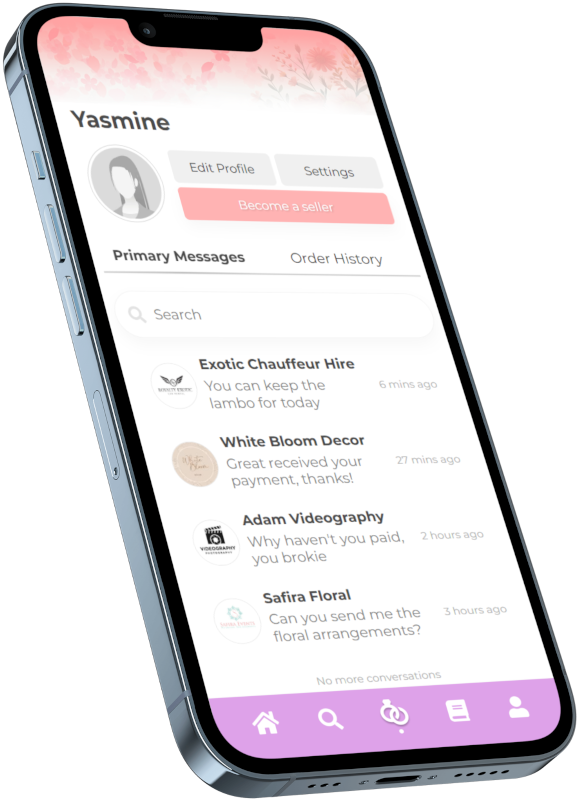 Yasmine
Edit Profile
Settings
Become a seller
Primary Messages
Order History
Search
Exotic Chauffeur Hire
You can keep the
lambo for today
6 mins ago
White Bloom Decor
Great received your
payment, thanks!
27 mins ago
VIDEOGRAPHY
Adam Videography
Why haven't you paid,
you brokie
2 hours ago
Safira Floral
Can you send me the
floral arrangements?
3 hours ago
No more conversations